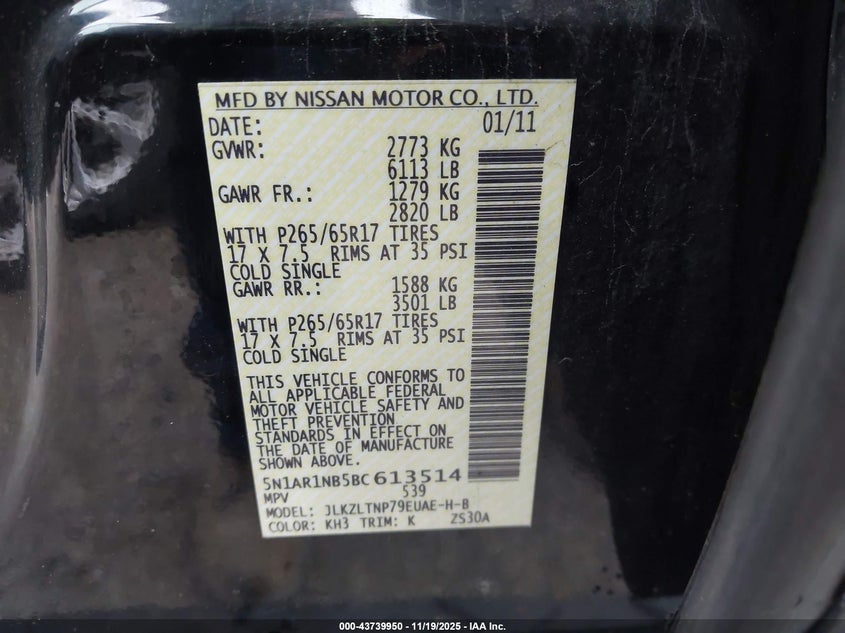 MFD BY NISSAN MOTOR CO., LTD.
DATE: 01/11
GVWR: 2773 KG
6113 LB
GAWR FR.: 1279 KG
2820 LB
WITH P265/65R17 TIRES
17 X 7.5 RIMS AT 35 PSI
COLD SINGLE
GAWR RR.: 1588 KG
3501 LB
WITH P265/65R17 TIRES
17 X 7.5 RIMS AT 35 PSI
COLD SINGLE
THIS VEHICLE CONFORMS TO
ALL APPLICABLE FEDERAL
MOTOR VEHICLE SAFETY AND
THEFT PREVENTION
STANDARDS IN EFFECT ON
THE DATE OF MANUFACTURE
SHOWN ABOVE.
5N1AR1NB5BC613514
MPV 539
MODEL: JLKZLTNP79EUAE-H-B
COLOR: KH3 TRIM: K ZS30A
000-43739950 - 11/19/2025 - IAA Inc.